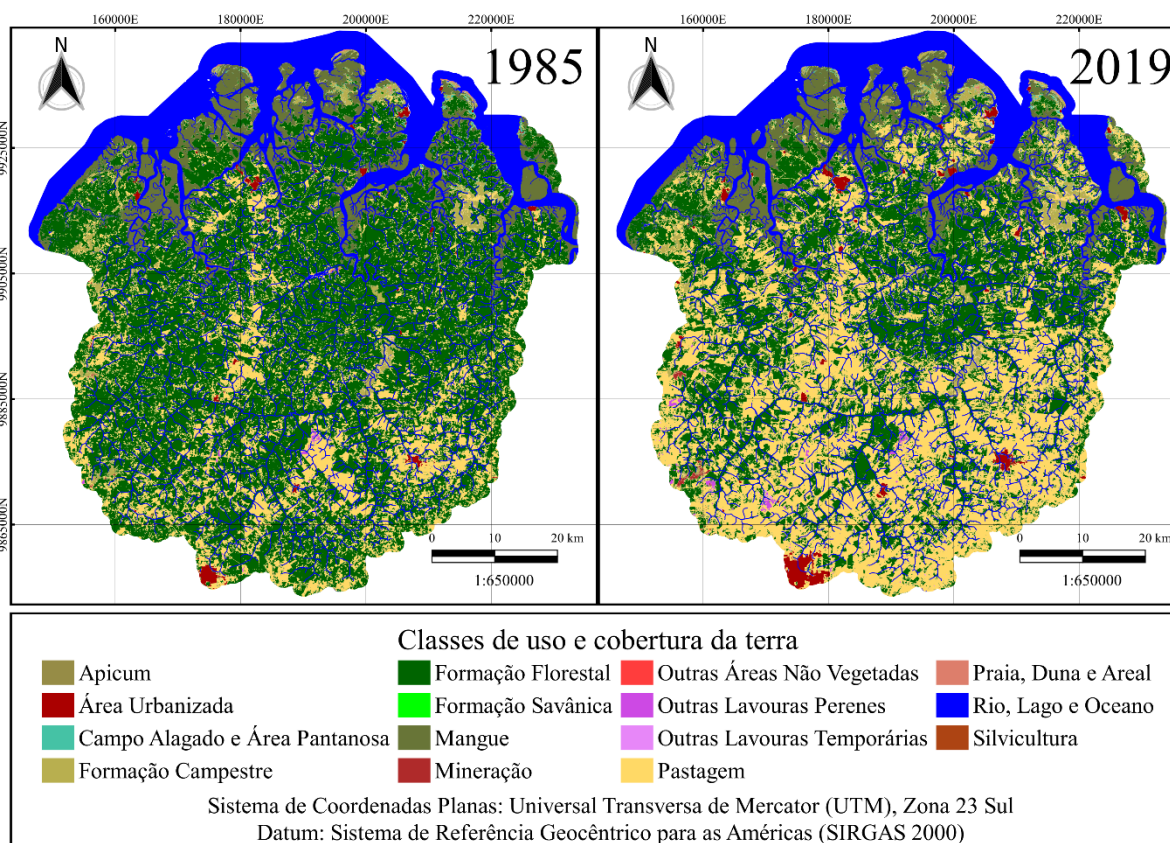 160000E 180000E 200000E 220000E 160000E 180000E 200000E 220000E
N 1985 N 2019
9925000N
9905000N
9885000N
9865000N
0 10 20 km 0 10 20 km
1:650000 1:650000
Classes de uso e cobertura da terra
Apicum Formação Florestal Outras Áreas Não Vegetadas Praia, Duna e Areal
Área Urbanizada Formação Savânica Outras Lavouras Perenes Rio, Lago e Oceano
Campo Alagado e Área Pantanosa Mangue Outras Lavouras Temporárias Silvicultura
Formação Campestre Mineração Pastagem
Sistema de Coordenadas Planas: Universal Transversa de Mercator (UTM), Zona 23 Sul
Datum: Sistema de Referência Geocêntrico para as Américas (SIRGAS 2000)